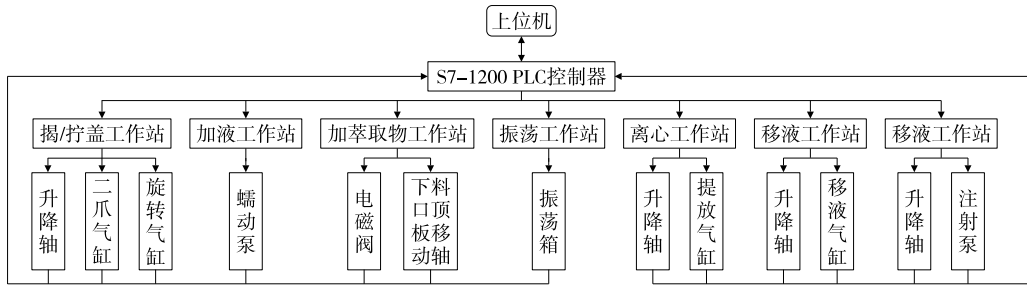 上位机
S7-1200 PLC控制器
揭/拧盖工作站
加液工作站
加萃取物工作站
振荡工作站
离心工作站
移液工作站
移液工作站
升降轴
二爪气缸
旋转气缸
蠕动泵
电磁阀
下料口顶板移动轴
振荡箱
升降轴
提放气缸
升降轴
移液气缸
升降轴
注射泵